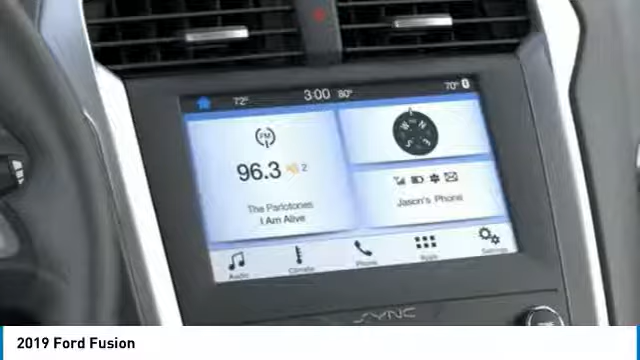 72° 3:00 80° 70°
FM
96.3 2
The Parlotones
I Am Alive
N
Jason's Phone
Audio Climate Phone Apps Settings
SYNC
2019 Ford Fusion